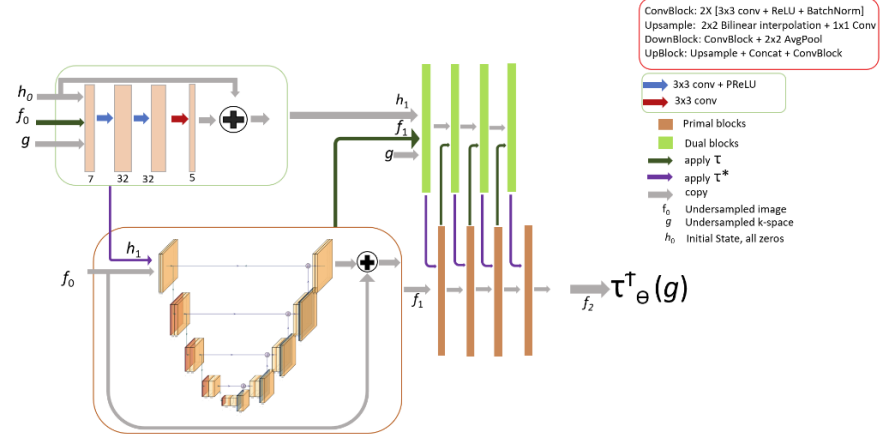 ConvBlock: 2X [3x3 conv + ReLU + BatchNorm]
Upsample: 2x2 Bilinear interpolation + 1x1 Conv
DownBlock: ConvBlock + 2x2 AvgPool
UpBlock: Upsample + Concat + ConvBlock
3x3 conv + PReLU
3x3 conv
Primal blocks
Dual blocks
apply τ
apply τ*
copy
f₀ Undersampled image
g Undersampled k-space
h₀ Initial State, all zeros
h₀
f₀
g
7 32 32 5
h₁
f₁
g
h₁
f₀
f₁
f₂
τ†Θ(g)